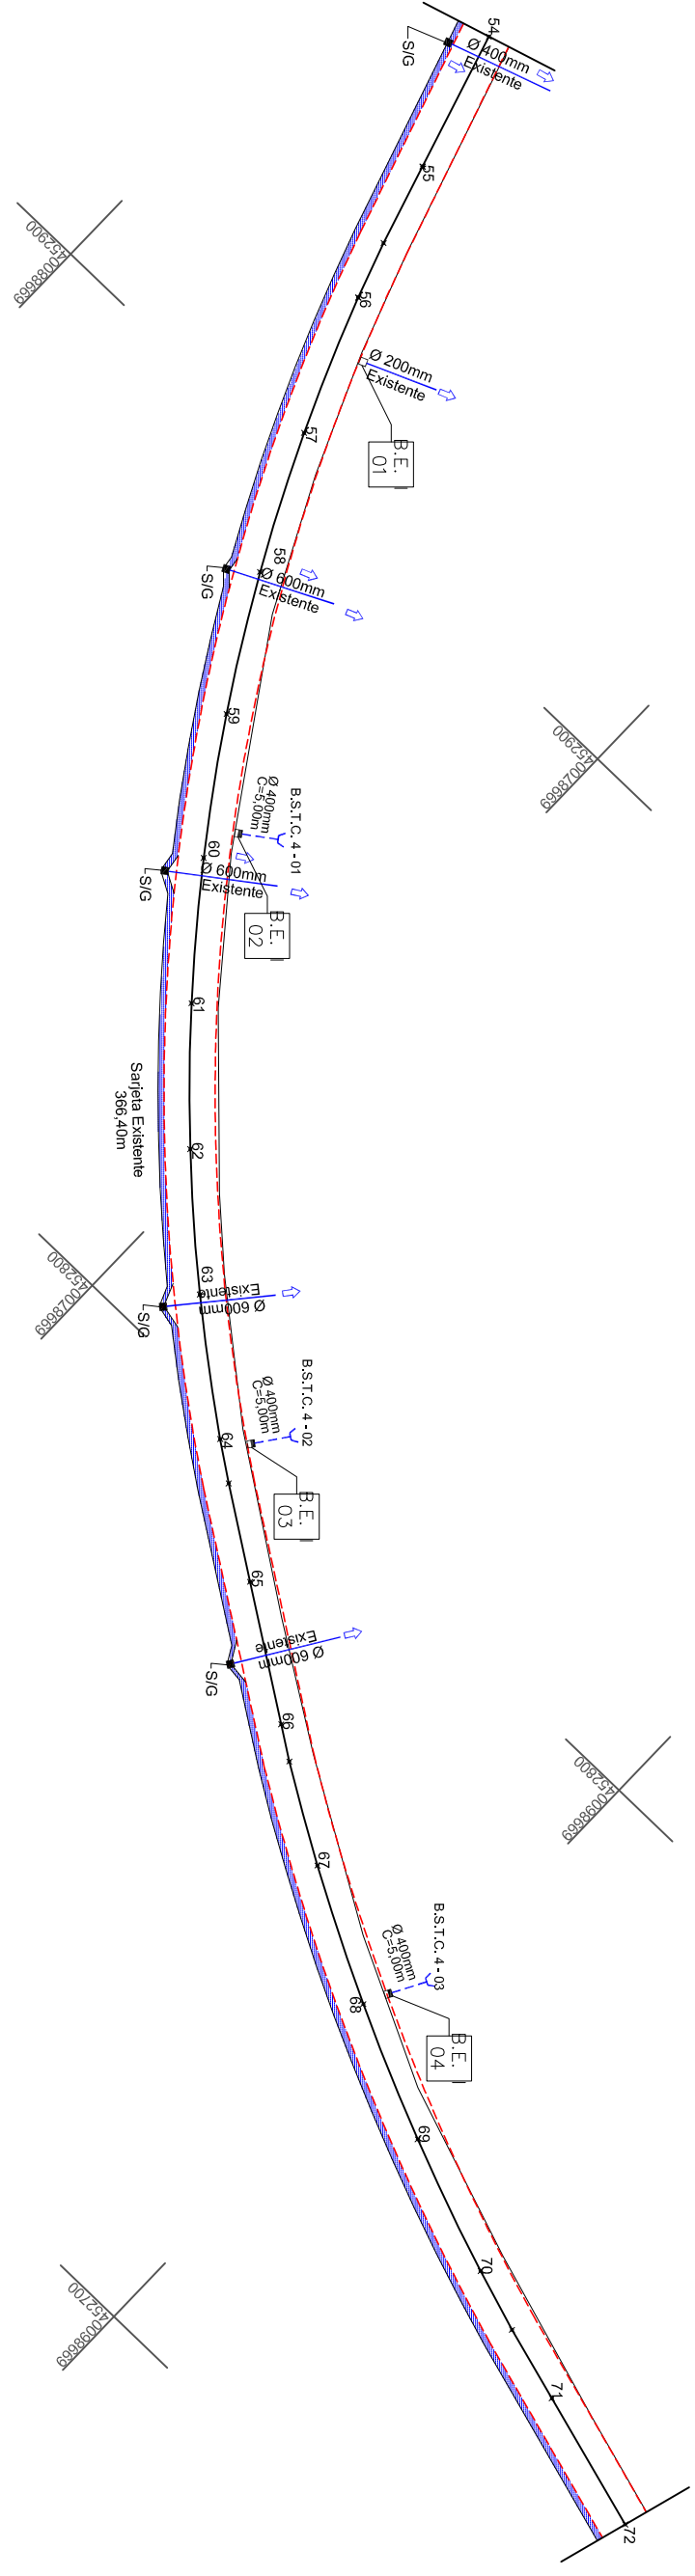 54
Ø 400mm
Existente
S/G
55
6998800
452900
56
Ø 200mm
Existente
B.E.
01
57
58
Ø 600mm
Existente
S/G
59
6998700
452900
Ø 400mm
C=5,00m
B.S.T.C. 4 - 01
60
Ø 600mm
Existente
S/G
B.E.
02
61
Sarjeta Existente
366,40m
62
6998700
452800
63
Ø 600mm
Existente
S/G
Ø 400mm
C=5,00m
B.S.T.C. 4 - 02
64
B.E.
03
65
Ø 600mm
Existente
S/G
66
6998600
452800
67
Ø 400mm
C=5,00m
B.S.T.C. 4 - 03
68
B.E.
04
69
70
6998600
452700
71
72